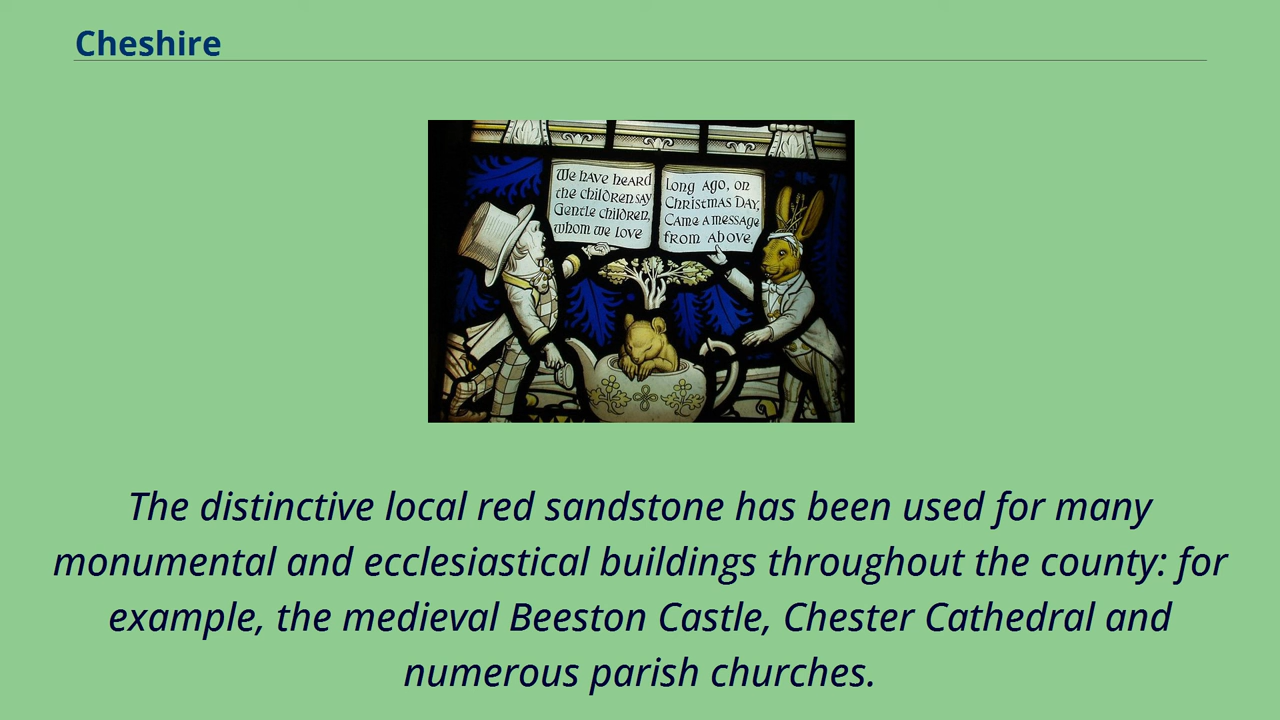 Cheshire
We have heard
the children say
Gentle children,
whom we love
Long ago, on
Christmas Day,
Came a message
from above.
The distinctive local red sandstone has been used for many
monumental and ecclesiastical buildings throughout the county: for
example, the medieval Beeston Castle, Chester Cathedral and
numerous parish churches.